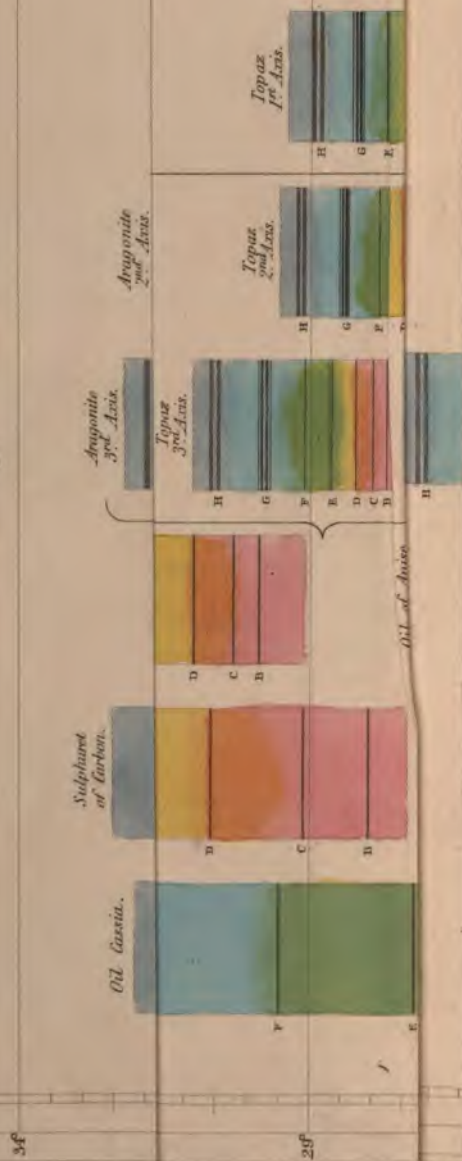 Topaz
1st. Axis.
H
G
F
Aragonite
2nd. Axis.
Topaz
2nd. Axis.
H
G
F
Aragonite
3rd. Axis.
Topaz
3rd. Axis.
H
G
F
E
D
C
B
H
D
C
B
Oil of Anise
Sulphuret
of Carbon.
D
C
B
Oil Cassia.
F
E
34°
29°